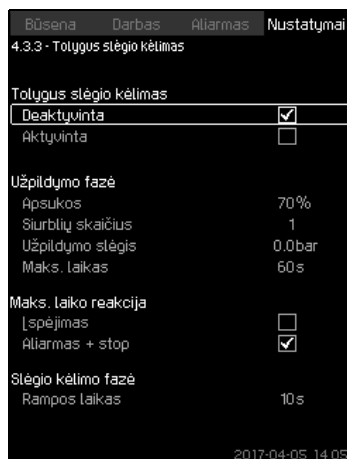 Būsena Darbas Aliarmas Nustatymai
4.3.3 - Tolygus slėgio kėlimas
Tolygus slėgio kėlimas
Deaktyvinta
Aktyvinta
Užpildymo fazė
Apsukos 70%
Siurblių skaičius 1
Užpildymo slėgis 0.0bar
Maks. laikas 60s
Maks. laiko reakcija
Įspėjimas
Aliarmas + stop
Slėgio kėlimo fazė
Rampos laikas 10s
2017-04-05 14:05